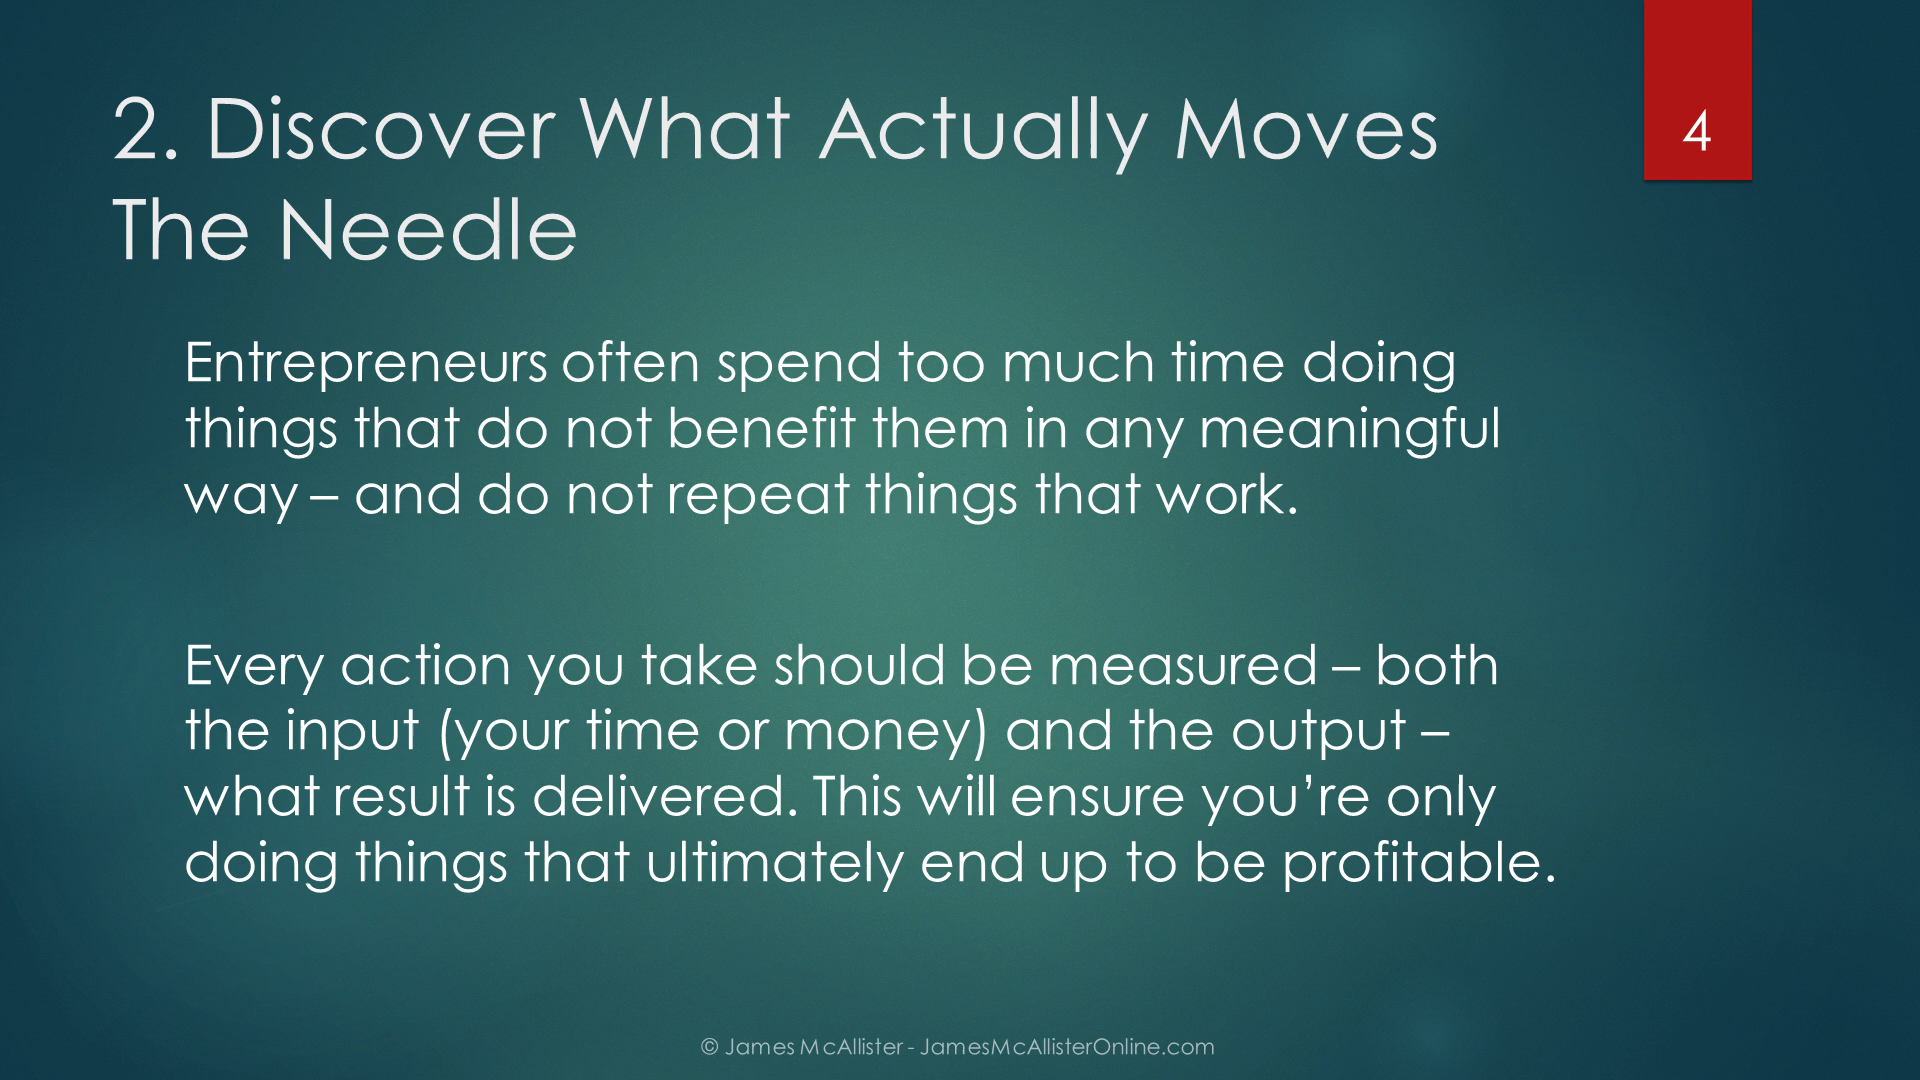 2. Discover What Actually Moves
The Needle
4
Entrepreneurs often spend too much time doing
things that do not benefit them in any meaningful
way – and do not repeat things that work.
Every action you take should be measured – both
the input (your time or money) and the output –
what result is delivered. This will ensure you’re only
doing things that ultimately end up to be profitable.
© James McAllister - JamesMcAllisterOnline.com